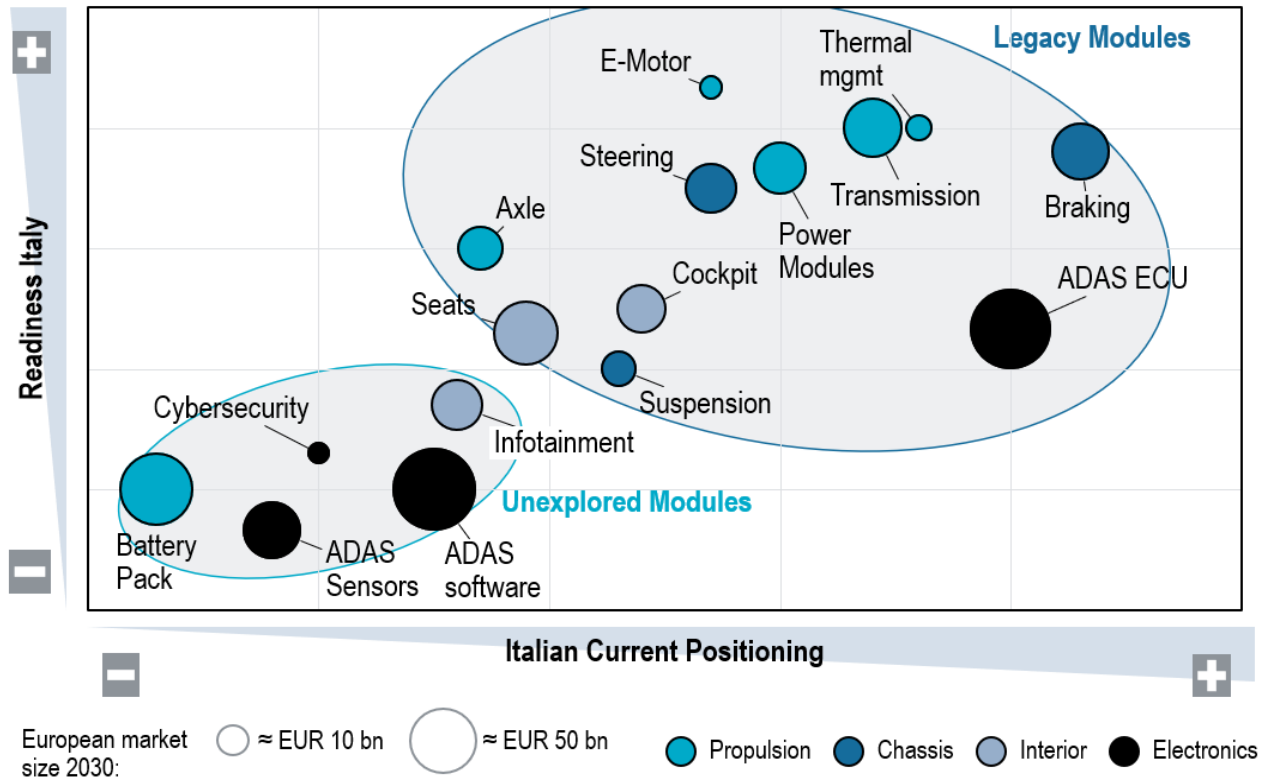 Legacy Modules
Thermal
mgmt
E-Motor
Steering
Transmission
Braking
Axle
Power
Modules
Cockpit
ADAS ECU
Seats
Suspension
Cybersecurity
Infotainment
Unexplored Modules
Battery
Pack
ADAS
Sensors
ADAS
software
Readiness Italy
Italian Current Positioning
European market
size 2030:
≈ EUR 10 bn
≈ EUR 50 bn
Propulsion
Chassis
Interior
Electronics